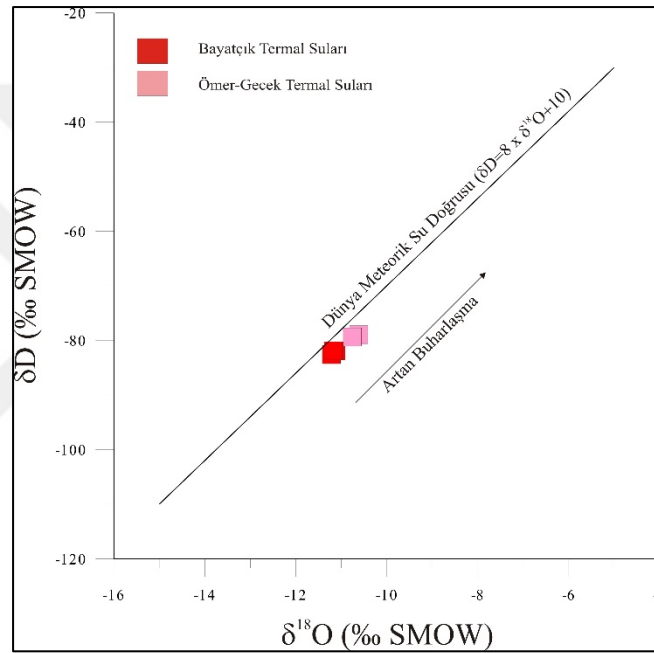 Bayatçık Termal Suları
Ömer-Gecek Termal Suları
Dünya Meteorik Su Doğrusu (δD=8 x δ¹⁸O+10)
Artan Buharlaşma
δD (‰ SMOW)
-20
-40
-60
-80
-100
-120
-16
-14
-12
-10
-8
-6
δ¹⁸O (‰ SMOW)